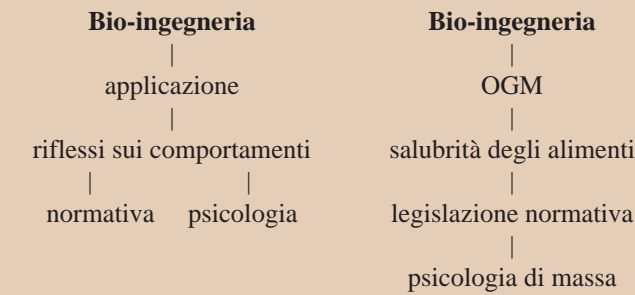 Bio-ingegneria
|
applicazione
|
riflessi sui comportamenti
| |
normativa psicologia
Bio-ingegneria
|
OGM
|
salubrità degli alimenti
|
legislazione normativa
|
psicologia di massa